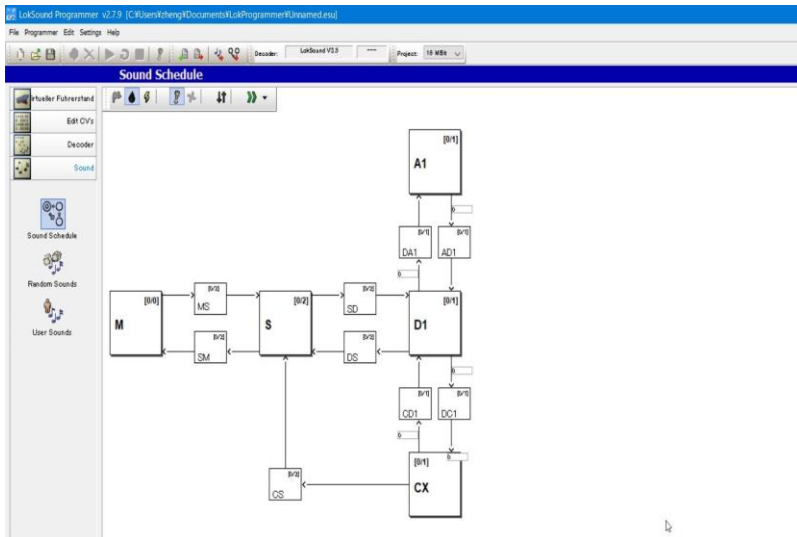 LokSound Programmer v2.7.9 [C:¥Users¥zheng¥Documents¥LokProgrammer¥Unnamed.esu]
File Programmer Edit Settings Help
Decoder: LokSound V3.5 ---- Project: 16 MBit
Sound Schedule
irtueller Fuhrerstand
Edit CV's
Decoder
Sound
Sound Schedule
Random Sounds
User Sounds
[0/1]
A1
0
[0/1]
DA1
[0/1]
AD1
0
[0/0]
M
[0/2]
MS
[0/2]
S
[0/2]
SD
[0/1]
D1
[0/2]
SM
[0/2]
DS
0
[0/1]
CD1
[0/1]
DC1
0
0
[0/1]
CX
[0/2]
CS